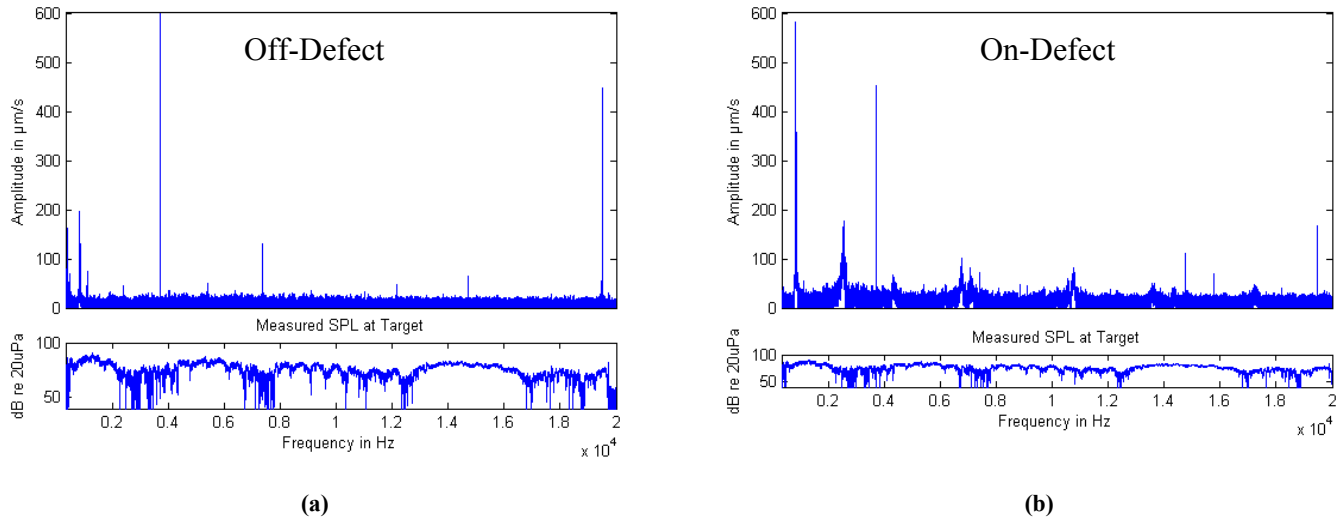 600
500
400
300
200
100
0
Amplitude in µm/s
Off-Defect
Measured SPL at Target
100
50
dB re 20uPa
0.2 0.4 0.6 0.8 1 1.2 1.4 1.6 1.8 2
Frequency in Hz
x 10^4
(a)
600
500
400
300
200
100
0
Amplitude in µm/s
On-Defect
Measured SPL at Target
100
50
dB re 20uPa
0.2 0.4 0.6 0.8 1 1.2 1.4 1.6 1.8 2
Frequency in Hz
x 10^4
(b)